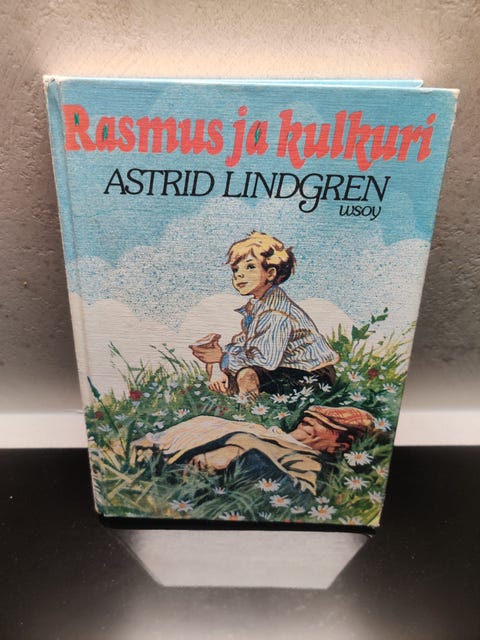 Rasmus ja kulkuri
ASTRID LINDGREN
wsoy